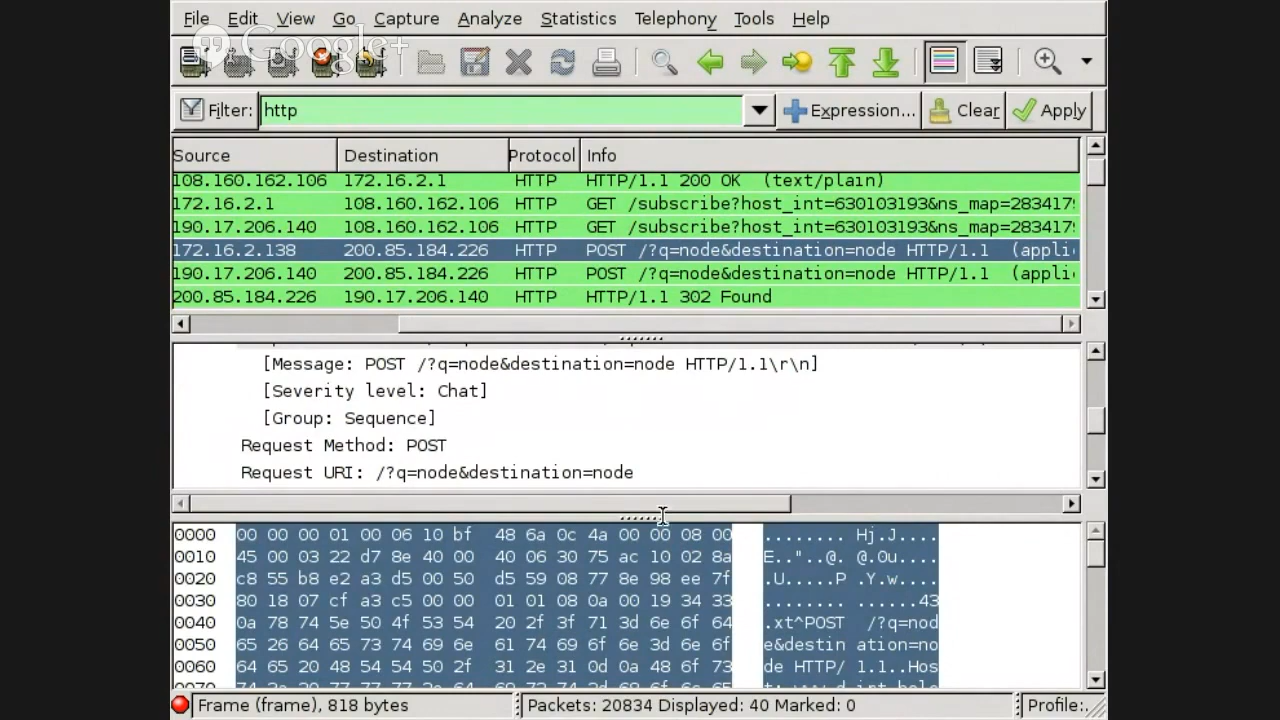 File Edit View Go Capture Analyze Statistics Telephony Tools Help
Google+
Filter: http Expression... Clear Apply
Source Destination Protocol Info
108.160.162.106 172.16.2.1 HTTP HTTP/1.1 200 OK (text/plain)
172.16.2.1 108.160.162.106 HTTP GET /subscribe?host_int=630103193&ns_map=283417
190.17.206.140 108.160.162.106 HTTP GET /subscribe?host_int=630103193&ns_map=283417
172.16.2.138 200.85.184.226 HTTP POST /?q=node&destination=node HTTP/1.1 (appli
190.17.206.140 200.85.184.226 HTTP POST /?q=node&destination=node HTTP/1.1 (appli
200.85.184.226 190.17.206.140 HTTP HTTP/1.1 302 Found
[Message: POST /?q=node&destination=node HTTP/1.1\r\n]
[Severity level: Chat]
[Group: Sequence]
Request Method: POST
Request URI: /?q=node&destination=node
0000 00 00 00 01 00 06 10 bf 48 6a 0c 4a 00 00 08 00 ........ Hj.J....
0010 45 00 03 22 d7 8e 40 00 40 06 30 75 ac 10 02 8a E.."..@. @.0u....
0020 c8 55 b8 e2 a3 d5 00 50 d5 59 08 77 8e 98 ee 7f .U.....P .Y.w....
0030 80 18 07 cf a3 c5 00 00 01 01 08 0a 00 19 34 33 ........ ......43
0040 0a 78 74 5e 50 4f 53 54 20 2f 3f 71 3d 6e 6f 64 .xt^POST /?q=nod
0050 65 26 64 65 73 74 69 6e 61 74 69 6f 6e 3d 6e 6f e&destin ation=no
0060 64 65 20 48 54 54 50 2f 31 2e 31 0d 0a 48 6f 73 de HTTP/ 1.1..Hos
Frame (frame), 818 bytes Packets: 20834 Displayed: 40 Marked: 0 Profile: